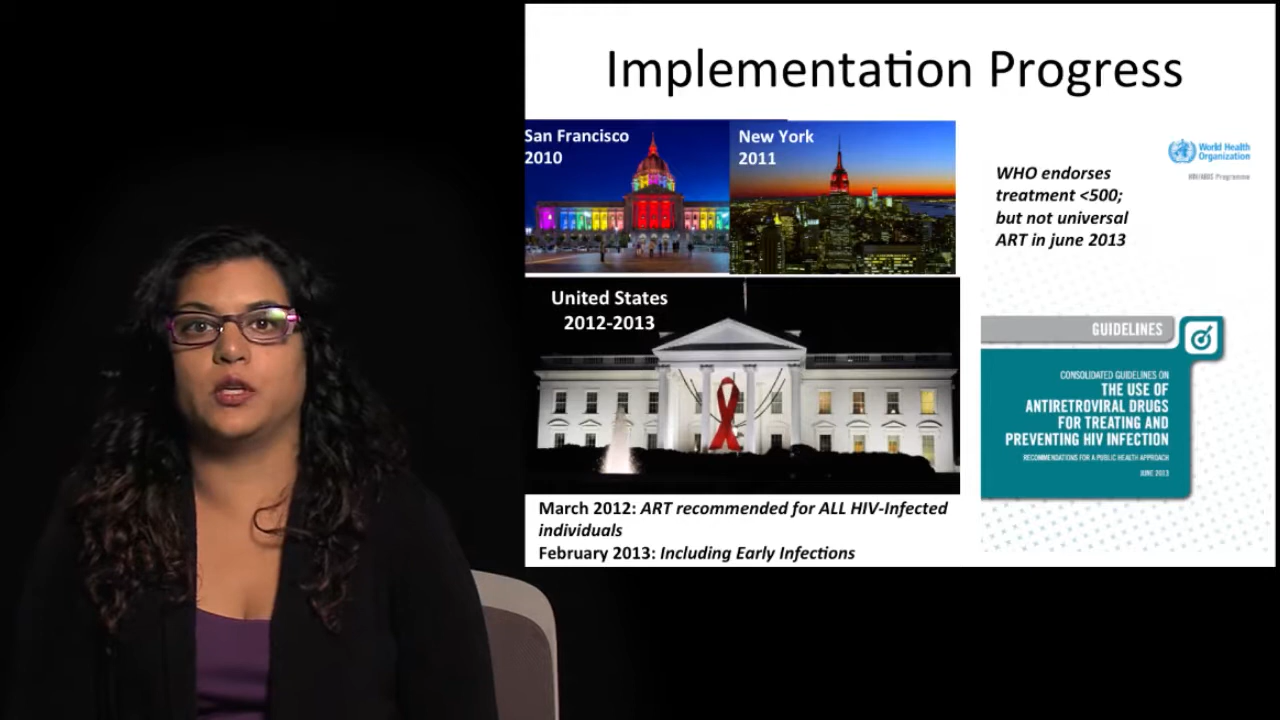 Implementation Progress
San Francisco
2010
New York
2011
United States
2012-2013
March 2012: ART recommended for ALL HIV-Infected
individuals
February 2013: Including Early Infections
World Health
Organization
HIV/AIDS Programme
WHO endorses
treatment <500;
but not universal
ART in june 2013
GUIDELINES
CONSOLIDATED GUIDELINES ON
THE USE OF
ANTIRETROVIRAL DRUGS
FOR TREATING AND
PREVENTING HIV INFECTION
RECOMMENDATIONS FOR A PUBLIC HEALTH APPROACH
JUNE 2013